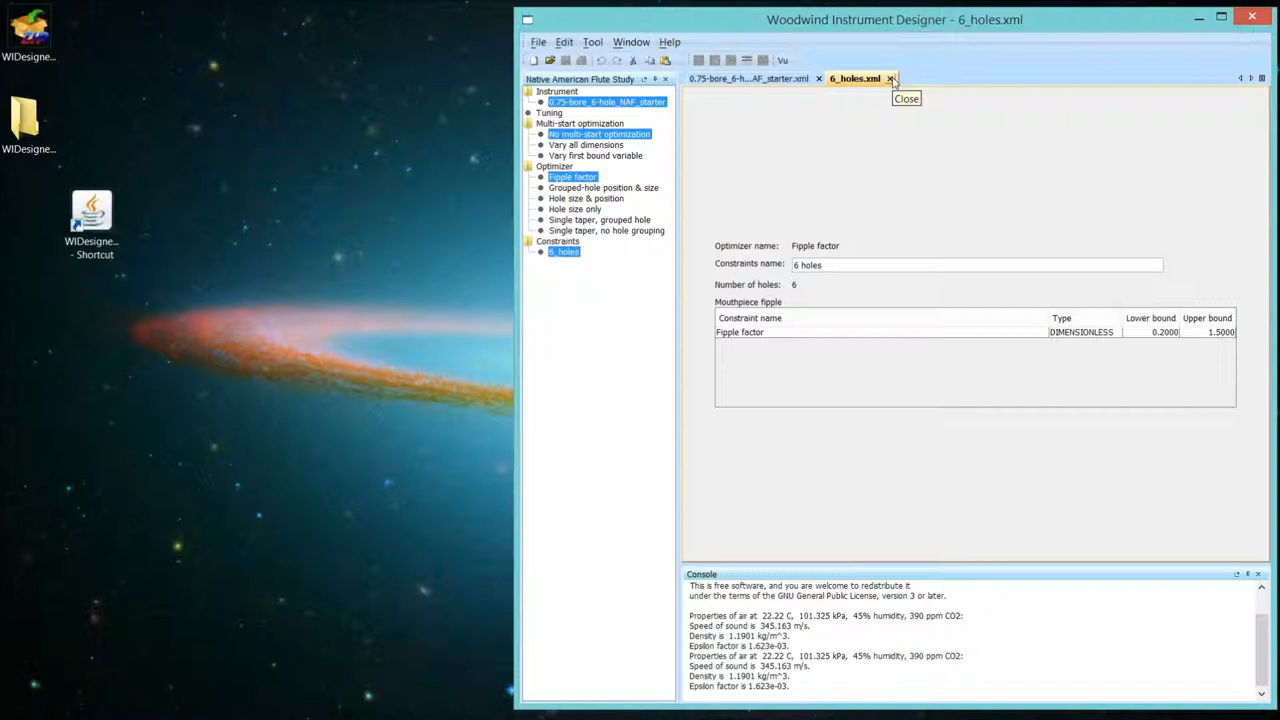 WIDesigne...
WIDesigne...
WIDesigne...
- Shortcut
Woodwind Instrument Designer - 6_holes.xml
File Edit Tool Window Help
Vu
Native American Flute Study
Instrument
0.75-bore_6-hole_NAF_starter
Tuning
Multi-start optimization
No multi-start optimization
Vary all dimensions
Vary first bound variable
Optimizer
Fipple factor
Grouped-hole position & size
Hole size & position
Hole size only
Single taper, grouped hole
Single taper, no hole grouping
Constraints
6_holes
0.75-bore_6-h...AF_starter.xml 6_holes.xml
Close
Optimizer name: Fipple factor
Constraints name: 6 holes
Number of holes: 6
Mouthpiece fipple
Constraint name Type Lower bound Upper bound
Fipple factor DIMENSIONLESS 0.2000 1.5000
Console
This is free software, and you are welcome to redistribute it
under the terms of the GNU General Public License, version 3 or later.
Properties of air at 22.22 C, 101.325 kPa, 45% humidity, 390 ppm CO2:
Speed of sound is 345.163 m/s.
Density is 1.1901 kg/m^3.
Epsilon factor is 1.623e-03.
Properties of air at 22.22 C, 101.325 kPa, 45% humidity, 390 ppm CO2:
Speed of sound is 345.163 m/s.
Density is 1.1901 kg/m^3.
Epsilon factor is 1.623e-03.